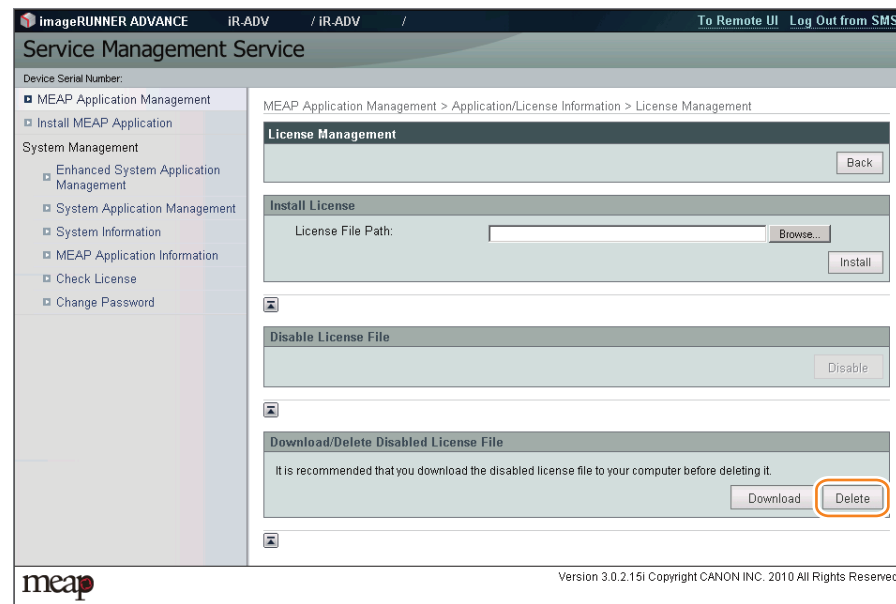 imageRUNNER ADVANCE iR-ADV / iR-ADV / To Remote UI Log Out from SMS
Service Management Service
Device Serial Number:
MEAP Application Management
Install MEAP Application
System Management
Enhanced System Application
Management
System Application Management
System Information
MEAP Application Information
Check License
Change Password
MEAP Application Management > Application/License Information > License Management
License Management
Back
Install License
License File Path: Browse...
Install
Disable License File
Disable
Download/Delete Disabled License File
It is recommended that you download the disabled license file to your computer before deleting it.
Download Delete
meap
Version 3.0.2.15i Copyright CANON INC. 2010 All Rights Reserved